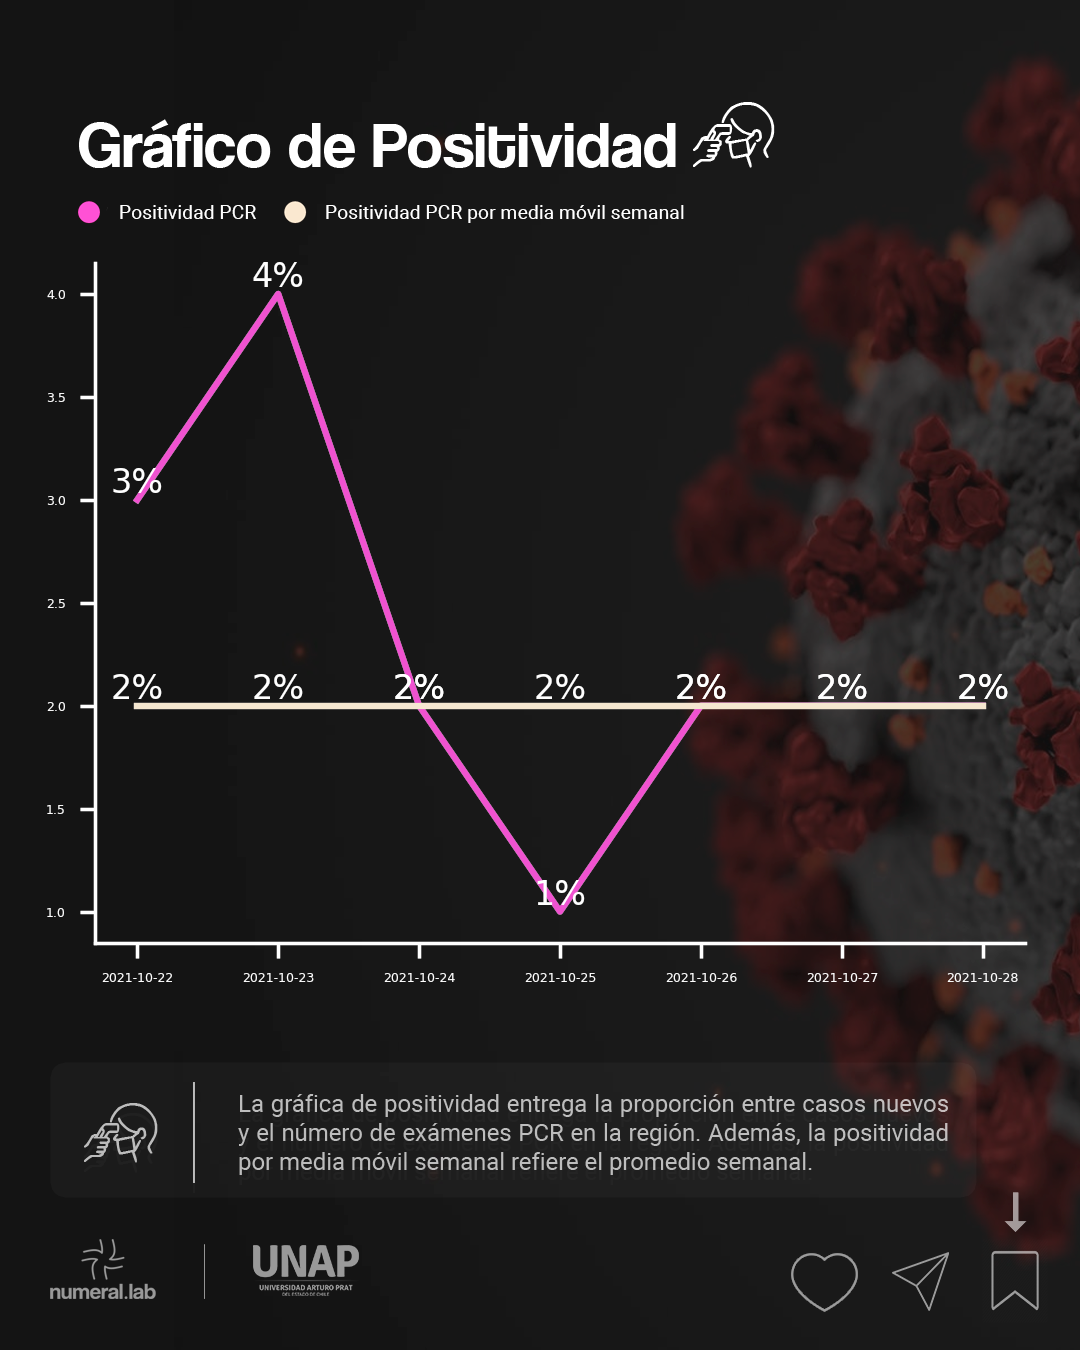 Gráfico de Positividad
Positividad PCR
Positividad PCR por media móvil semanal
4%
4.0
3.5
3%
3.0
2.5
2% 2% 2% 2% 2% 2% 2%
2.0
1.5
1%
1.0
2021-10-22 2021-10-23 2021-10-24 2021-10-25 2021-10-26 2021-10-27 2021-10-28
La gráfica de positividad entrega la proporción entre casos nuevos
y el número de exámenes PCR en la región. Además, la positividad
por media móvil semanal refiere el promedio semanal.
numeral.lab
UNAP
UNIVERSIDAD ARTURO PRAT
DEL ESTADO DE CHILE